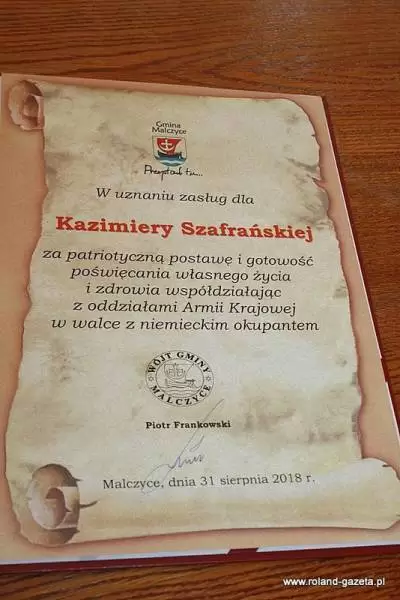 Gmina
Malczyce
Przystań tu...
W uznaniu zasług dla
Kazimiery Szafrańskiej
za patriotyczną postawę i gotowość
poświęcania własnego życia
i zdrowia współdziałając
z oddziałami Armii Krajowej
w walce z niemieckim okupantem
WÓJT GMINY
MALCZYCE
Piotr Frankowski
Malczyce, dnia 31 sierpnia 2018 r.
www.roland-gazeta.pl